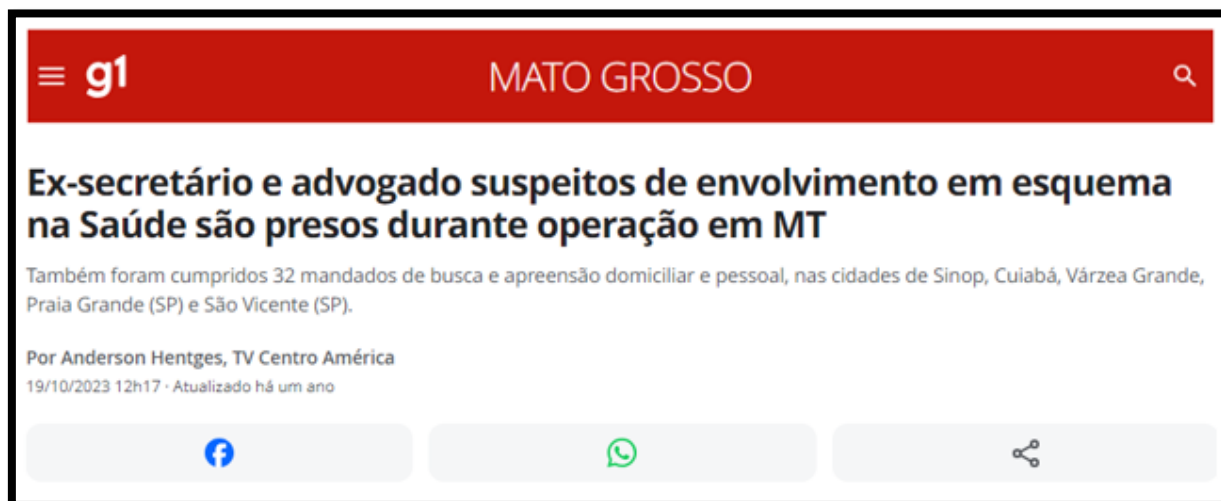 g1
MATO GROSSO
Ex-secretário e advogado suspeitos de envolvimento em esquema
na Saúde são presos durante operação em MT
Também foram cumpridos 32 mandados de busca e apreensão domiciliar e pessoal, nas cidades de Sinop, Cuiabá, Várzea Grande,
Praia Grande (SP) e São Vicente (SP).
Por Anderson Hentges, TV Centro América
19/10/2023 12h17 · Atualizado há um ano